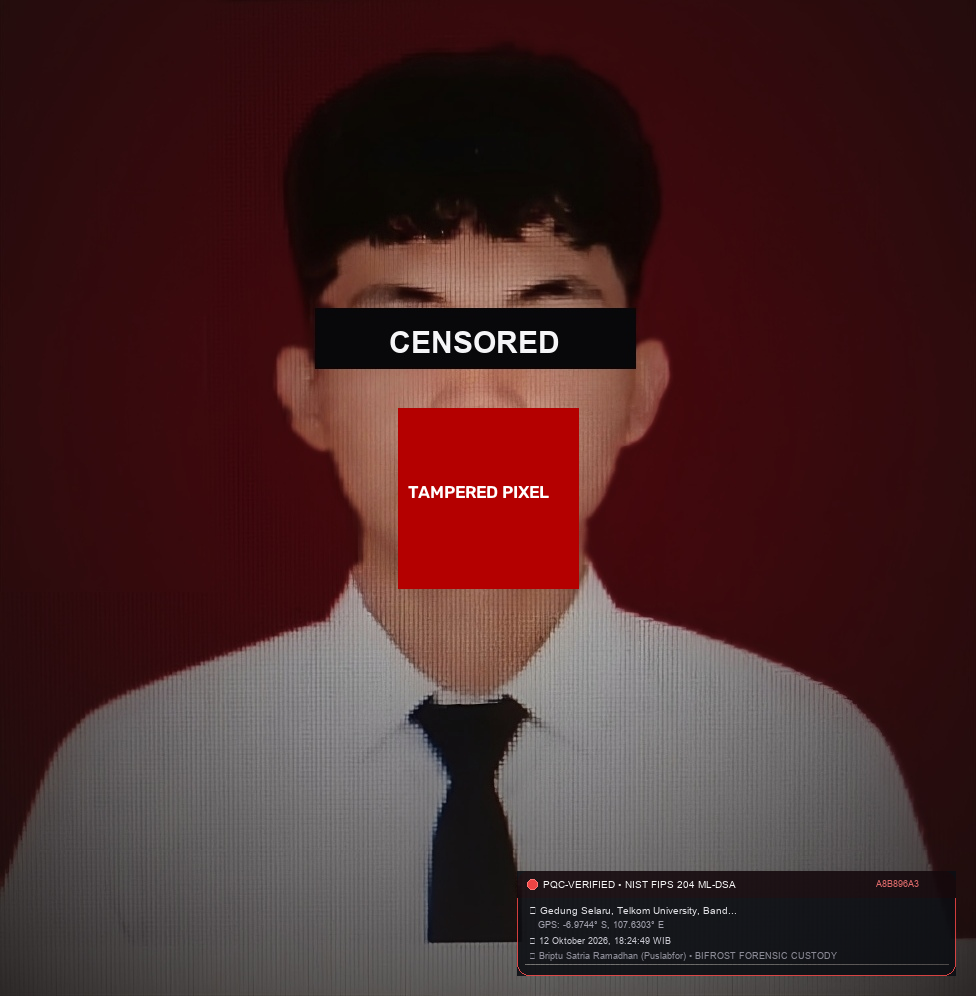 CENSORED
TAMPERED PIXEL
PQC-VERIFIED • NIST FIPS 204 ML-DSA A8B896A3
Gedung Selaru, Telkom University, Band...
GPS: -6.9744° S, 107.6303° E
12 Oktober 2026, 18:24:49 WIB
Briptu Satria Ramadhan (Puslabfor) • BIFROST FORENSIC CUSTODY